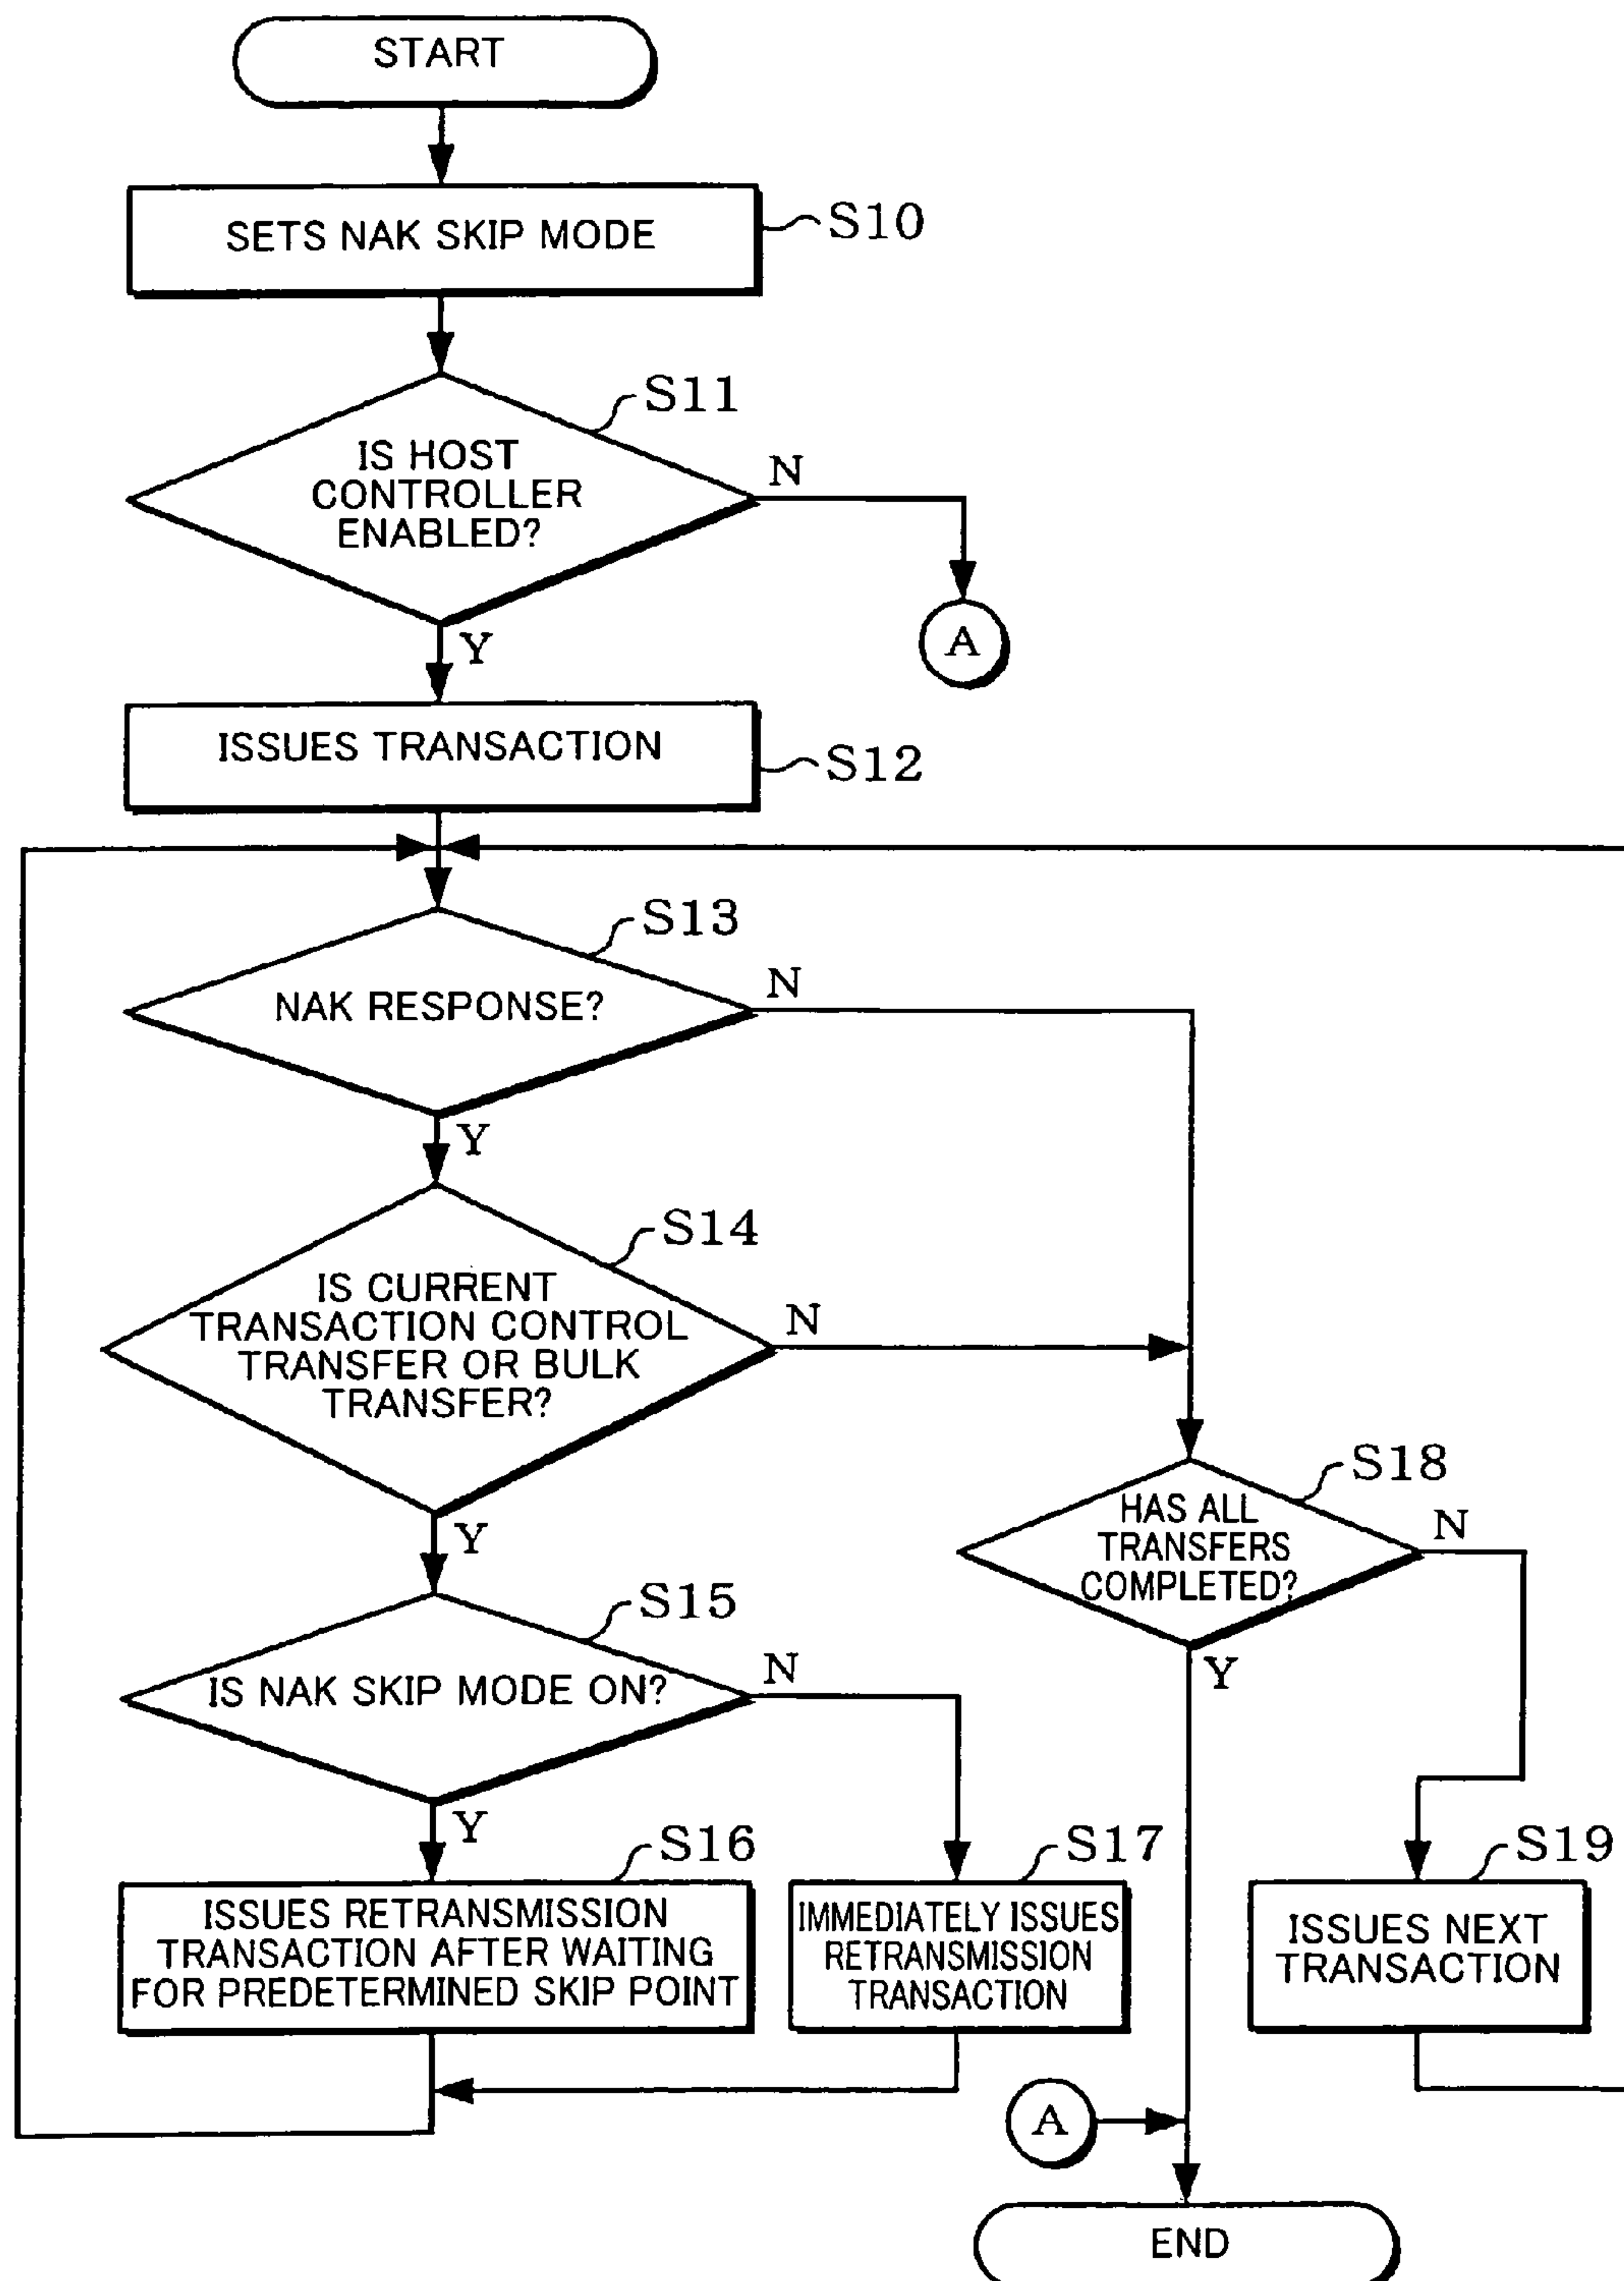 START
SETS NAK SKIP MODE
S10
S11
IS HOST
CONTROLLER
ENABLED?
N
A
Y
ISSUES TRANSACTION
S12
S13
NAK RESPONSE?
N
Y
S14
IS CURRENT
TRANSACTION CONTROL
TRANSFER OR BULK
TRANSFER?
N
Y
S18
HAS ALL
TRANSFERS
COMPLETED?
N
Y
S15
IS NAK SKIP MODE ON?
N
Y
S16
ISSUES RETRANSMISSION
TRANSACTION AFTER WAITING
FOR PREDETERMINED SKIP POINT
S17
IMMEDIATELY ISSUES
RETRANSMISSION
TRANSACTION
S19
ISSUES NEXT
TRANSACTION
A
END